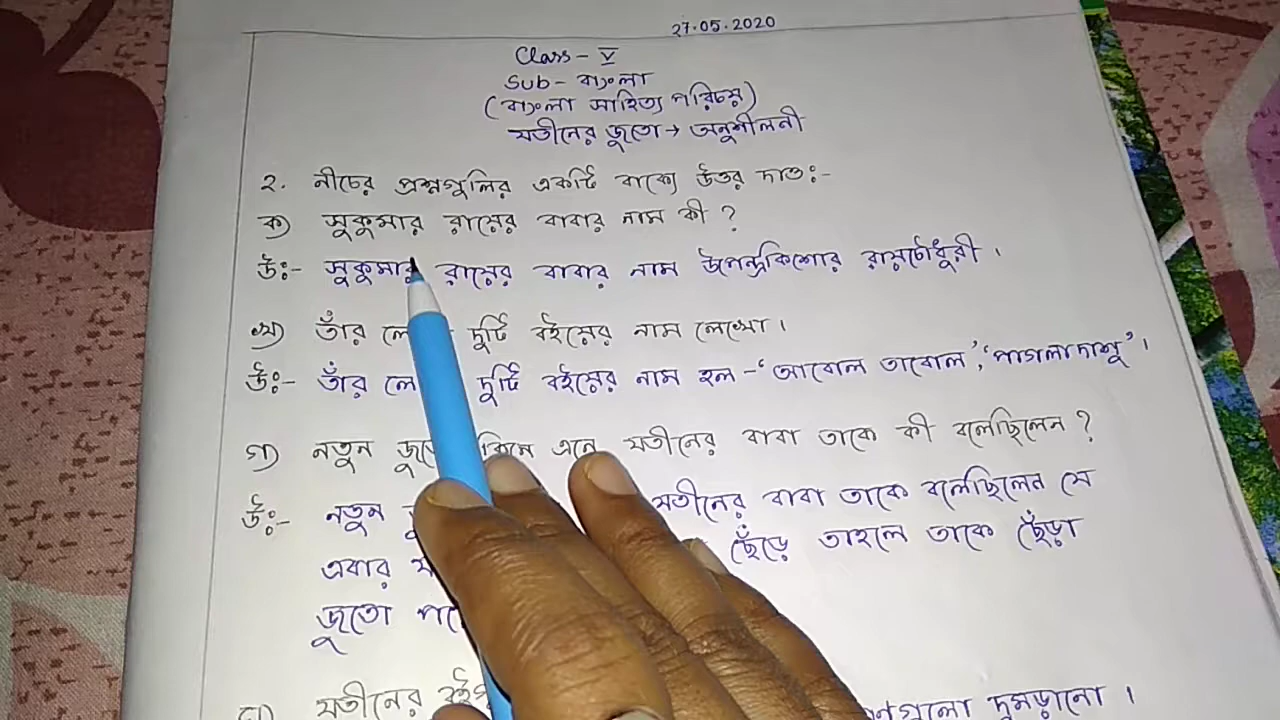 27.05.2020
Class - V
Sub - বাংলা
(বাংলা সাহিত্য পরিচয়)
যতীনের জুতো → অনুশীলনী
২. নীচের প্রশ্নগুলির একটি বাক্যে উত্তর দাও:-
ক) সুকুমার রায়ের বাবার নাম কী ?
উঃ- সুকুমার রায়ের বাবার নাম উপেন্দ্রকিশোর রায়চৌধুরী ।
খ) তাঁর দুটি বইয়ের নাম লেখো ।
উঃ- তাঁর দুটি বইয়ের নাম হল - 'আবোল তাবোল', 'পাগলা দাশু' ।
গ) নতুন কিনে এনে যতীনের বাবা তাকে কী বলেছিলেন ?
উঃ- নতুন যতীনের বাবা তাকে বলেছিলেন যে
এবার ছেঁড়ে তাহলে তাকে ছেঁড়া
জুতো
যতীনের দুমড়ানো ।